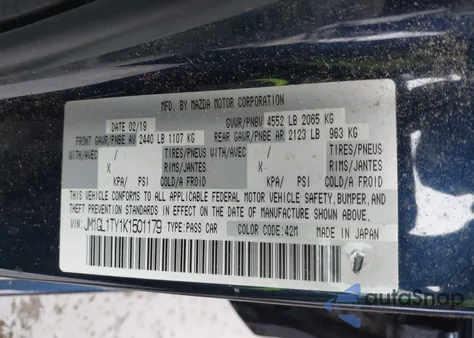 MFD. BY MAZDA MOTOR CORPORATION
DATE 02/19 GVWR/PNBV 4552 LB 2065 KG
FRONT GAWR/PNBE AV 2440 LB 1107 KG REAR GAWR/PNBE AR 2123 LB 963 KG
WITH/AVEC / TIRES/PNEUS WITH/AVEC / TIRES/PNEUS
X RIMS/JANTES X RIMS/JANTES
KPA/ PSI COLD/A FROID KPA/ PSI COLD/A FROID
THIS VEHICLE CONFORMS TO ALL APPLICABLE FEDERAL MOTOR VEHICLE SAFETY, BUMPER, AND
THEFT PREVENTION STANDARDS IN EFFECT ON THE DATE OF MANUFACTURE SHOWN ABOVE.
VIN: JM1GL1TY1K1501179 TYPE:PASS CAR COLOR CODE:42M MADE IN JAPAN
autoSnap